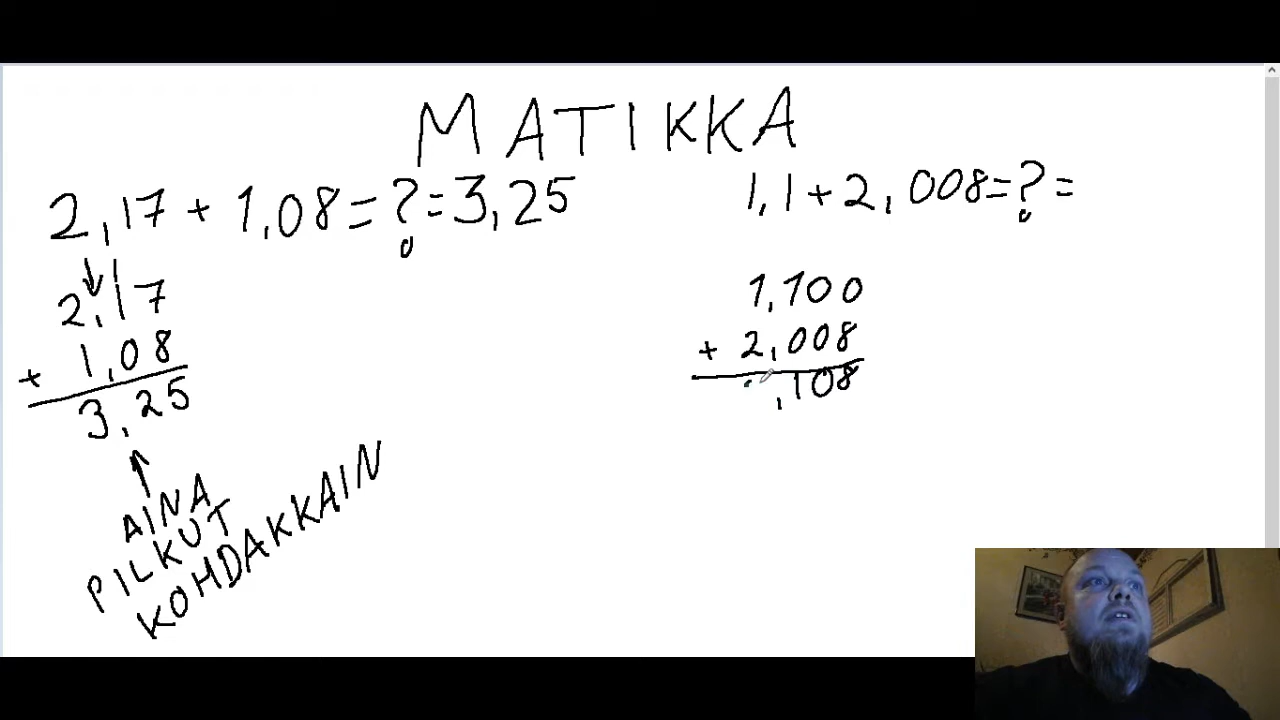 MATIKKA
2,17 + 1,08 = ? = 3,25
2,17
+ 1,08
3,25
AINA
PILKUT
KOHDAKKAIN
1,1 + 2,008 = ? =
1,100
+ 2,008
,108